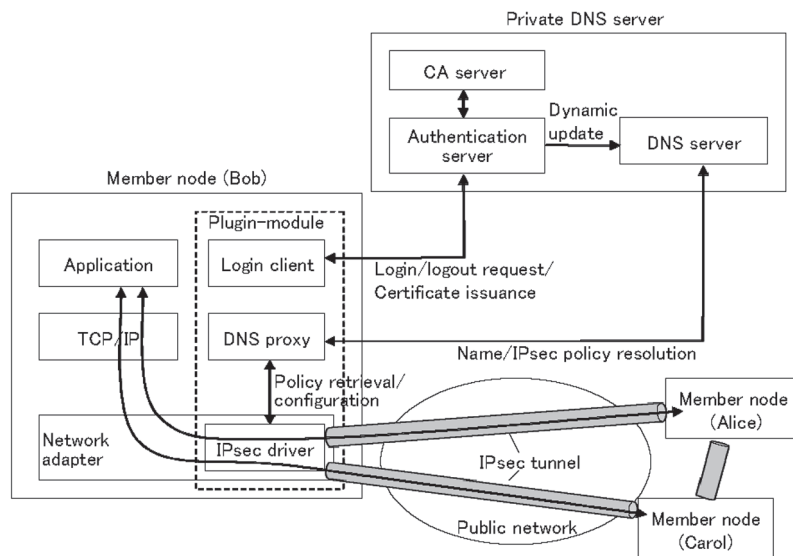 Private DNS server
CA server
Dynamic
update
Authentication
server
DNS server
Member node (Bob)
Plugin-module
Application
Login client
Login/logout request/
Certificate issuance
TCP/IP
DNS proxy
Name/IPsec policy resolution
Policy retrieval/
configuration
Member node
(Alice)
Network
adapter
IPsec driver
IPsec tunnel
Public network
Member node
(Carol)